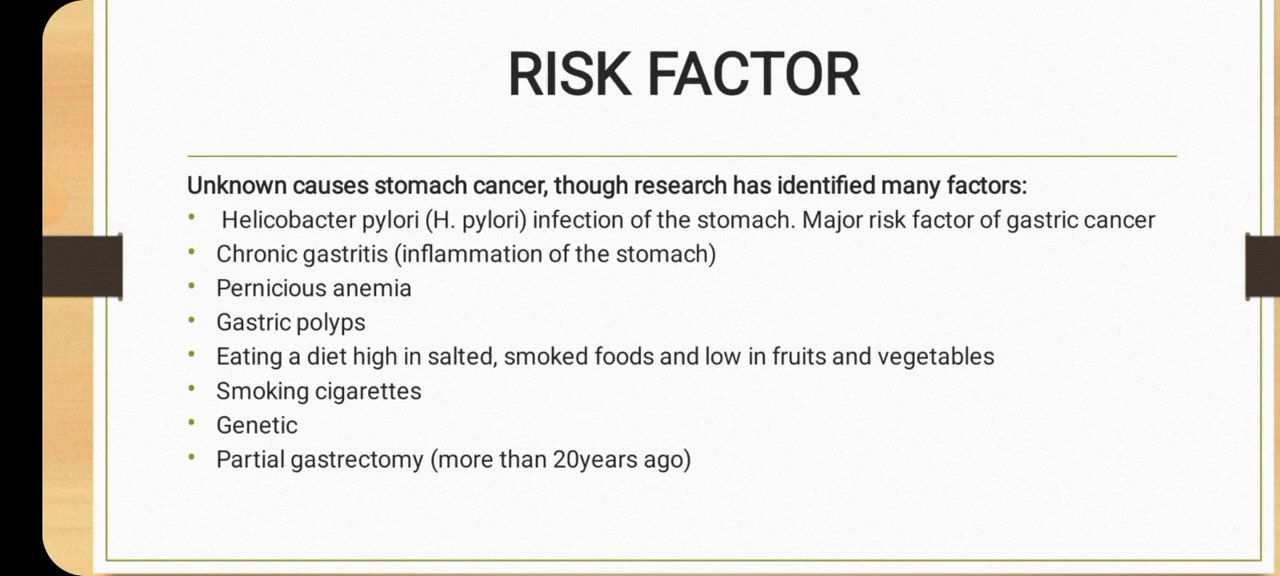 RISK FACTOR
Unknown causes stomach cancer, though research has identified many factors:
• Helicobacter pylori (H. pylori) infection of the stomach. Major risk factor of gastric cancer
• Chronic gastritis (inflammation of the stomach)
• Pernicious anemia
• Gastric polyps
• Eating a diet high in salted, smoked foods and low in fruits and vegetables
• Smoking cigarettes
• Genetic
• Partial gastrectomy (more than 20years ago)